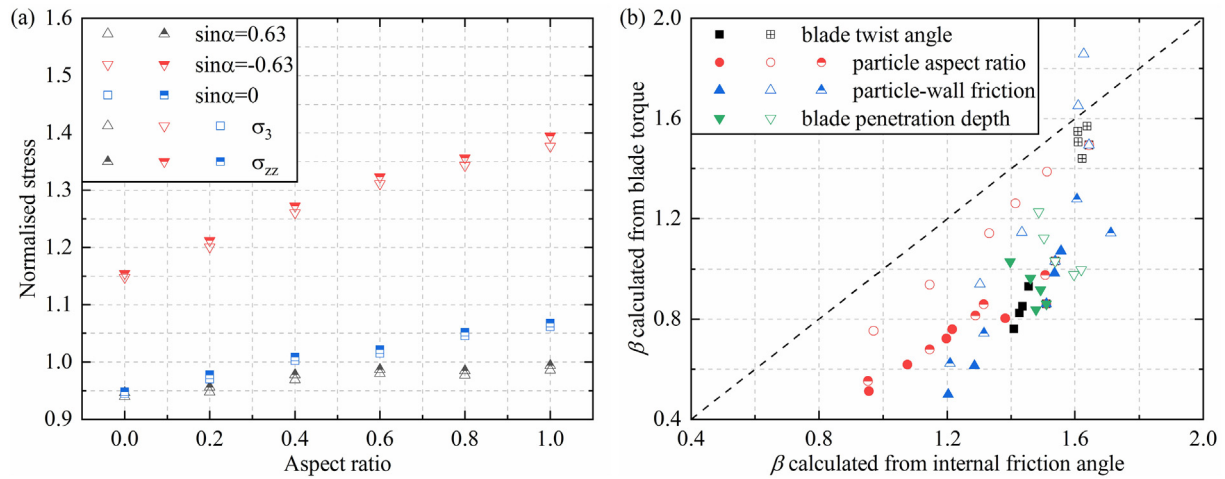 (a)
1.6
1.5
1.4
1.3
1.2
1.1
1.0
0.9
Normalised stress
sinα=0.63
sinα=-0.63
sinα=0
σ3
σzz
0.0 0.2 0.4 0.6 0.8 1.0
Aspect ratio
(b)
2.0
1.6
1.2
0.8
0.4
β calculated from blade torque
blade twist angle
particle aspect ratio
particle-wall friction
blade penetration depth
0.4 0.8 1.2 1.6 2.0
β calculated from internal friction angle